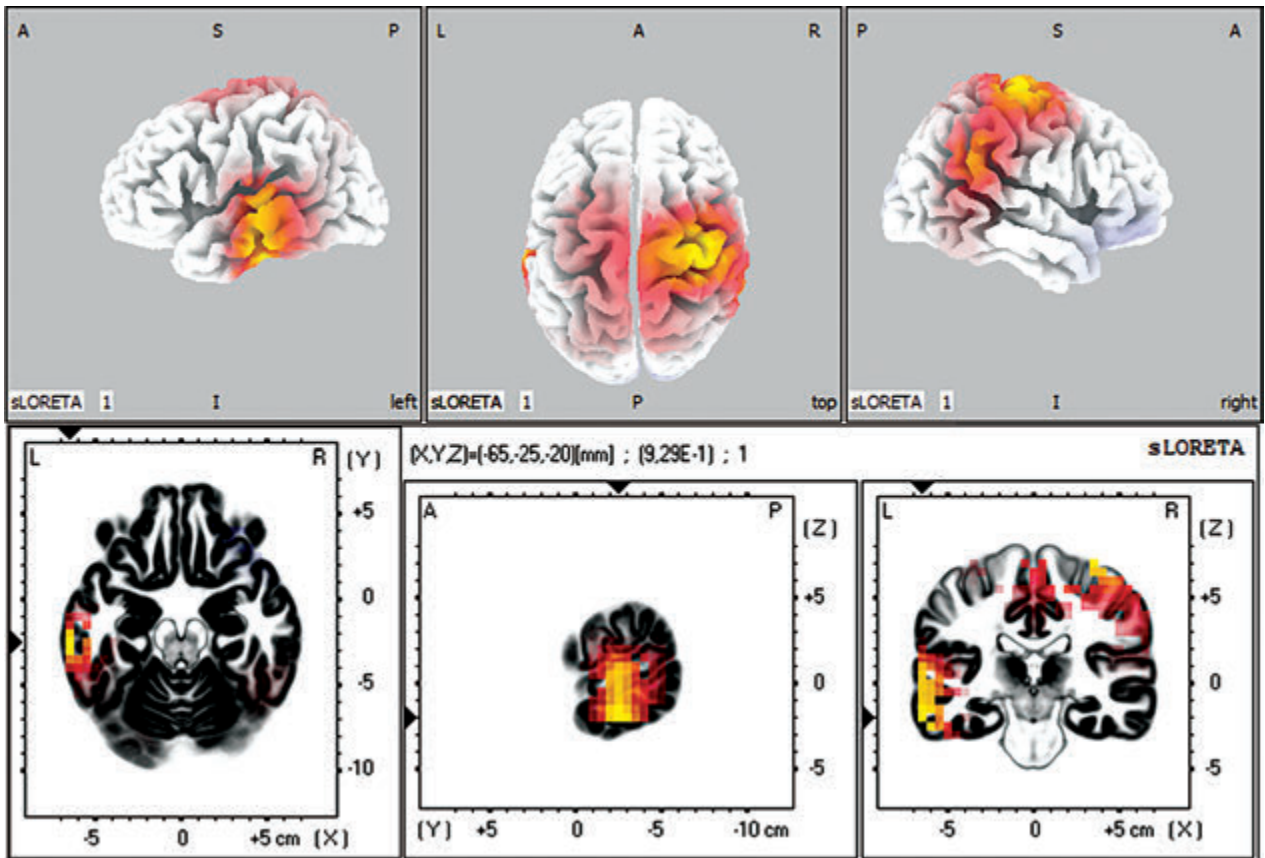 A S P
sLORETA 1 I left
L A R
sLORETA 1 P top
P S A
sLORETA 1 I right
L R (Y)
+5
0
-5
-10
-5 0 +5 cm (X)
(X,Y,Z)=(-65,-25,-20)[mm] ; (9,29E-1) ; 1 sLORETA
A P (Z)
+5
0
-5
(Y) +5 0 -5 -10 cm
L R (Z)
+5
0
-5
-5 0 +5 cm (X)